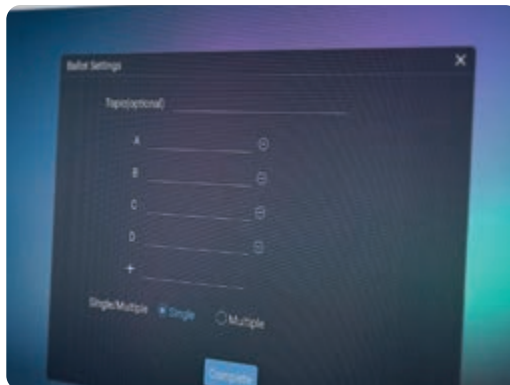 Ballot Settings
Topic(optional)
A
B
C
D
+
Single/Multiple Single Multiple
Complete